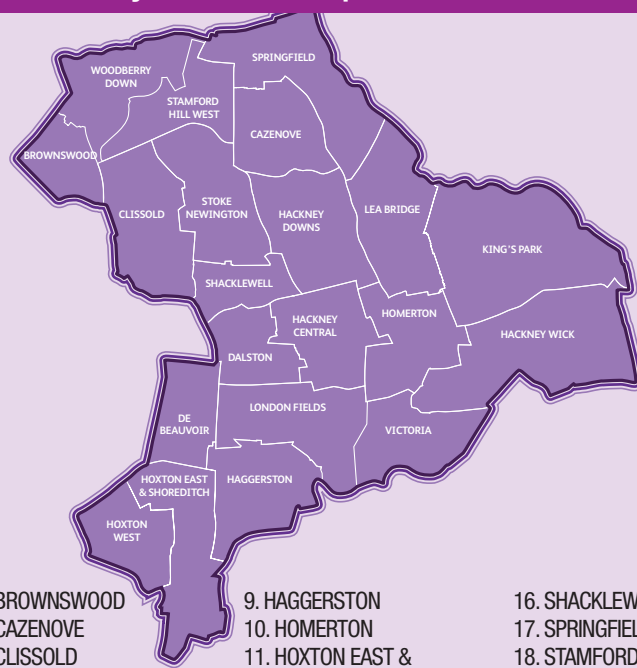 SPRINGFIELD
WOODBERRY
DOWN
STAMFORD
HILL WEST
CAZENOVE
BROWNSWOOD
CLISSOLD
STOKE
NEWINGTON
HACKNEY
DOWNS
LEA BRIDGE
KING'S PARK
SHACKLEWELL
HACKNEY
CENTRAL
HOMERTON
HACKNEY WICK
DALSTON
LONDON FIELDS
DE
BEAUVOIR
VICTORIA
HOXTON EAST
& SHOREDITCH
HAGGERSTON
HOXTON
WEST
BROWNSWOOD
CAZENOVE
CLISSOLD
9. HAGGERSTON
10. HOMERTON
11. HOXTON EAST &
16. SHACKLEW
17. SPRINGFIEL
18. STAMFORD